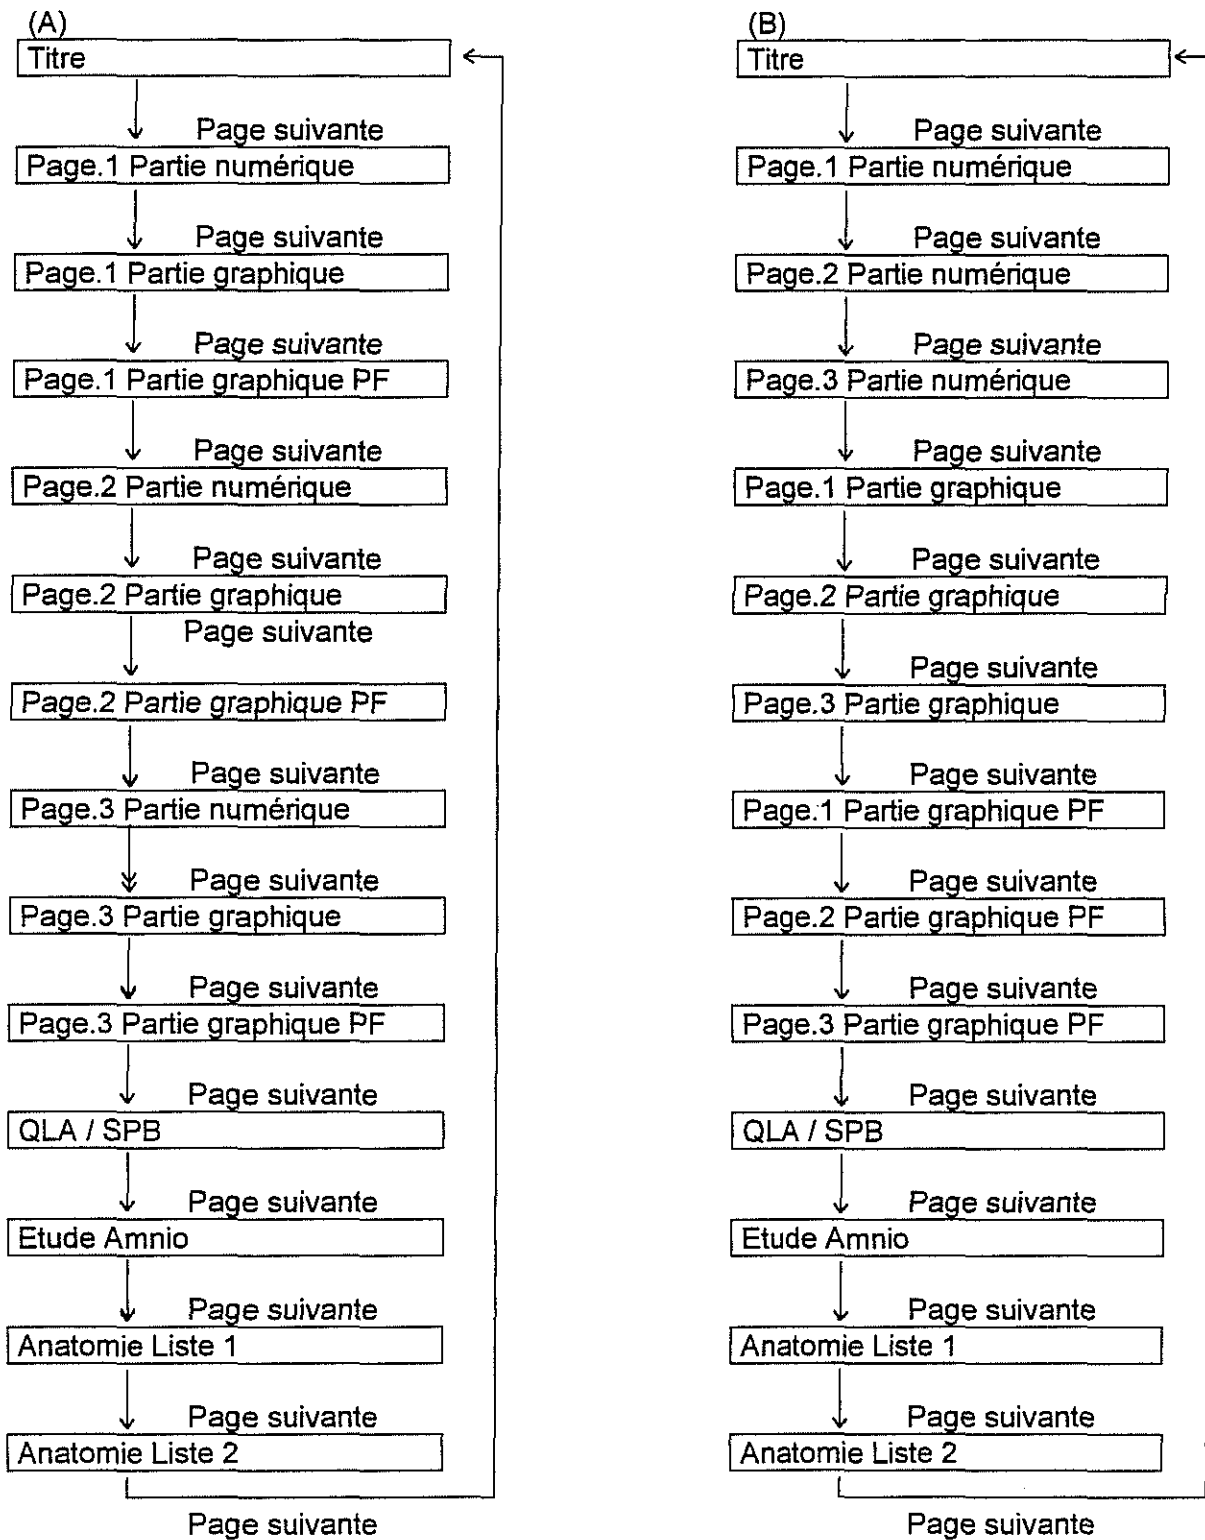 (A)
Titre
Page suivante
Page.1 Partie numérique
Page suivante
Page.1 Partie graphique
Page suivante
Page.1 Partie graphique PF
Page suivante
Page.2 Partie numérique
Page suivante
Page.2 Partie graphique
Page suivante
Page.2 Partie graphique PF
Page suivante
Page.3 Partie numérique
Page suivante
Page.3 Partie graphique
Page suivante
Page.3 Partie graphique PF
Page suivante
QLA / SPB
Page suivante
Etude Amnio
Page suivante
Anatomie Liste 1
Page suivante
Anatomie Liste 2
Page suivante
(B)
Titre
Page suivante
Page.1 Partie numérique
Page suivante
Page.2 Partie numérique
Page suivante
Page.3 Partie numérique
Page suivante
Page.1 Partie graphique
Page suivante
Page.2 Partie graphique
Page suivante
Page.3 Partie graphique
Page suivante
Page.1 Partie graphique PF
Page suivante
Page.2 Partie graphique PF
Page suivante
Page.3 Partie graphique PF
Page suivante
QLA / SPB
Page suivante
Etude Amnio
Page suivante
Anatomie Liste 1
Page suivante
Anatomie Liste 2
Page suivante